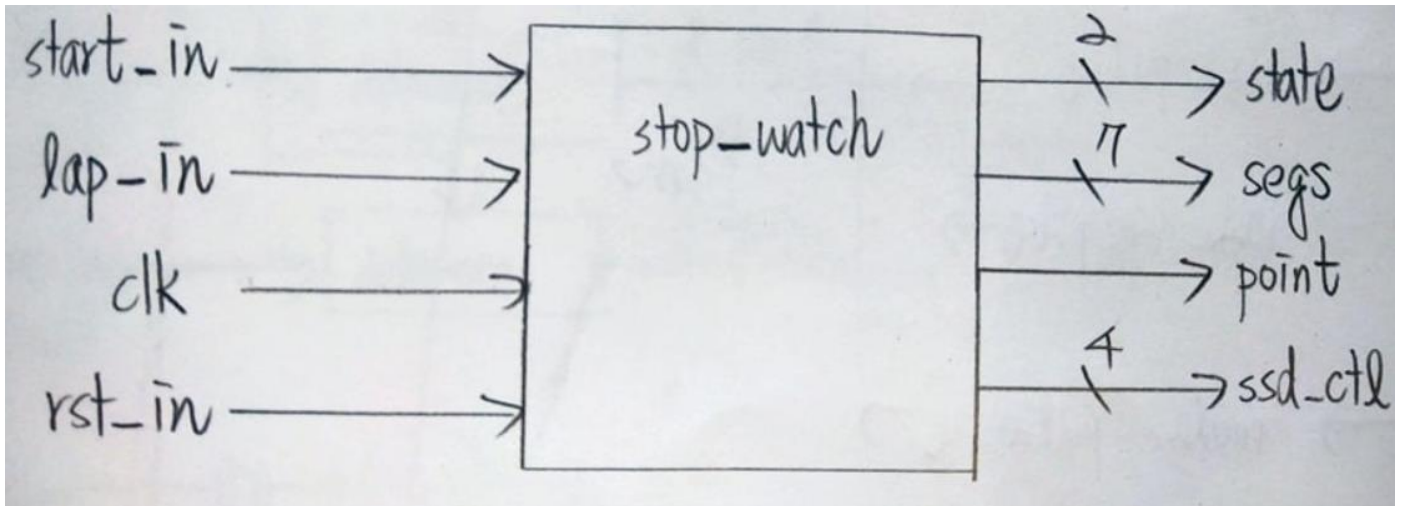 start_in
lap_in
clk
rst_in
stop_watch
2
state
7
segs
point
4
ssd_ctl